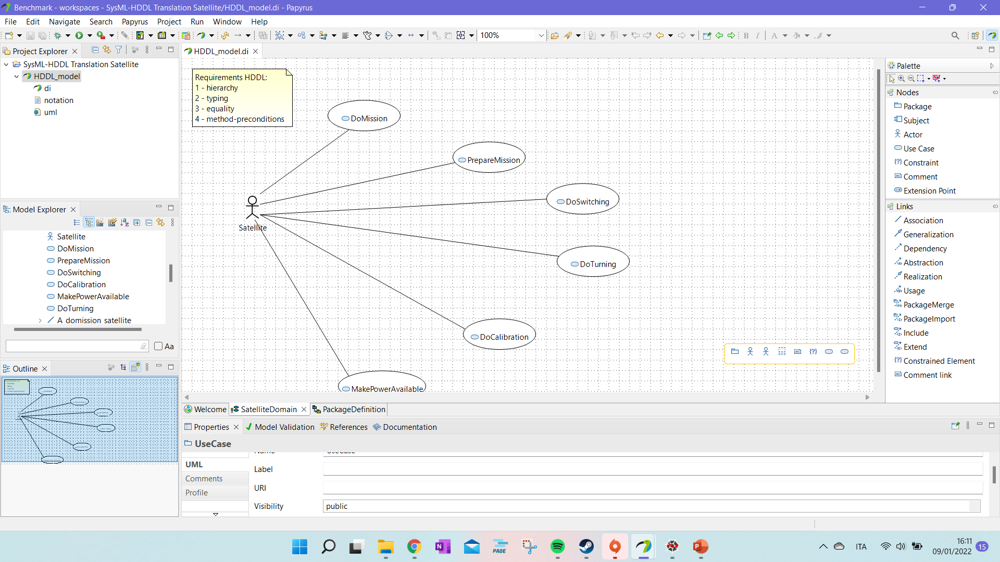 Benchmark - workspaces - SysML-HDDL Translation Satellite/HDDL_model.di - Papyrus
File Edit Navigate Search Papyrus Project Run Window Help
100%
Project Explorer
SysML-HDDL Translation Satellite
HDDL_model
di
notation
uml
Model Explorer
Satellite
DoMission
PrepareMission
DoSwitching
DoCalibration
MakePowerAvailable
DoTurning
A_domission_satellite
Aa
Outline
HDDL_model.di
Requirements HDDL:
1 - hierarchy
2 - typing
3 - equality
4 - method-preconditions
DoMission
PrepareMission
DoSwitching
Satellite
DoTurning
DoCalibration
MakePowerAvailable
Welcome SatelliteDomain PackageDefinition
Properties Model Validation References Documentation
UseCase
UML
Comments
Profile
Name UseCase
Label
URI
Visibility public
Palette
Nodes
Package
Subject
Actor
Use Case
Constraint
Comment
Extension Point
Links
Association
Generalization
Dependency
Abstraction
Realization
Usage
PackageMerge
PackageImport
Include
Extend
Constrained Element
Comment link
PAGE
ITA
16:11
09/01/2022
15